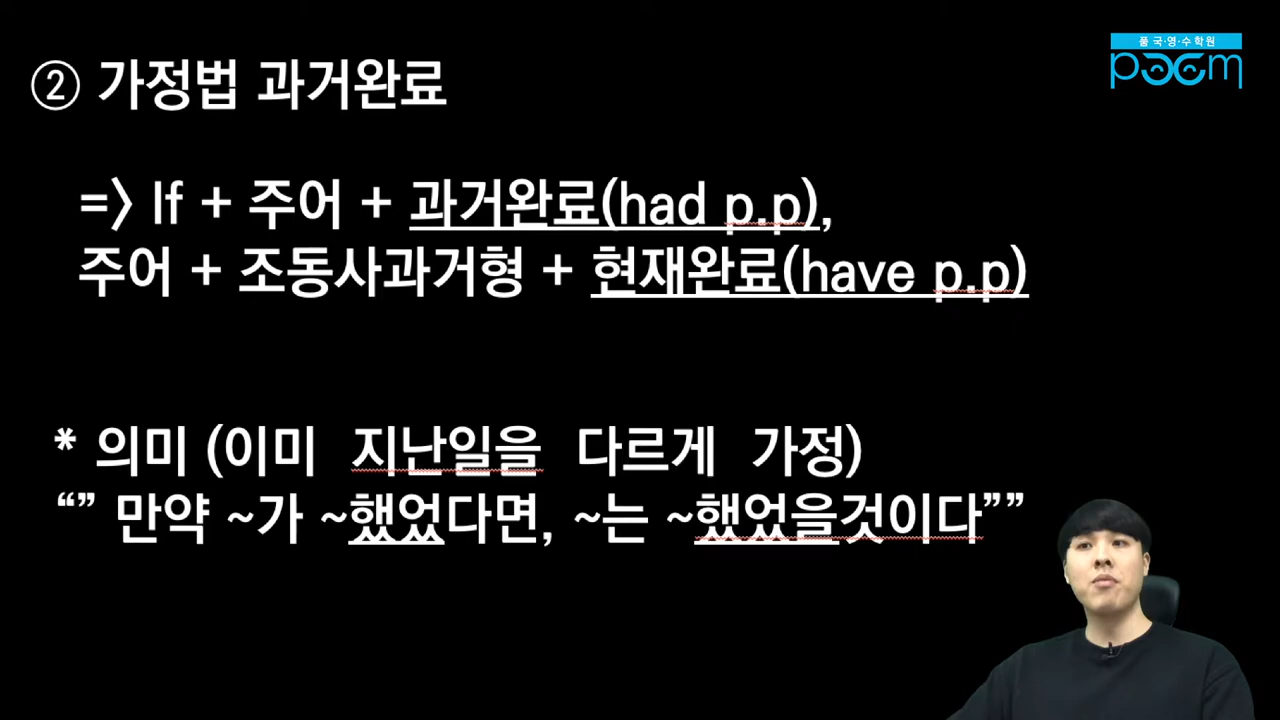 품 국·영·수 학원
poem
② 가정법 과거완료
=> If + 주어 + 과거완료(had p.p),
주어 + 조동사과거형 + 현재완료(have p.p)
* 의미 (이미 지난일을 다르게 가정)
“” 만약 ~가 ~했었다면, ~는 ~했었을것이다””